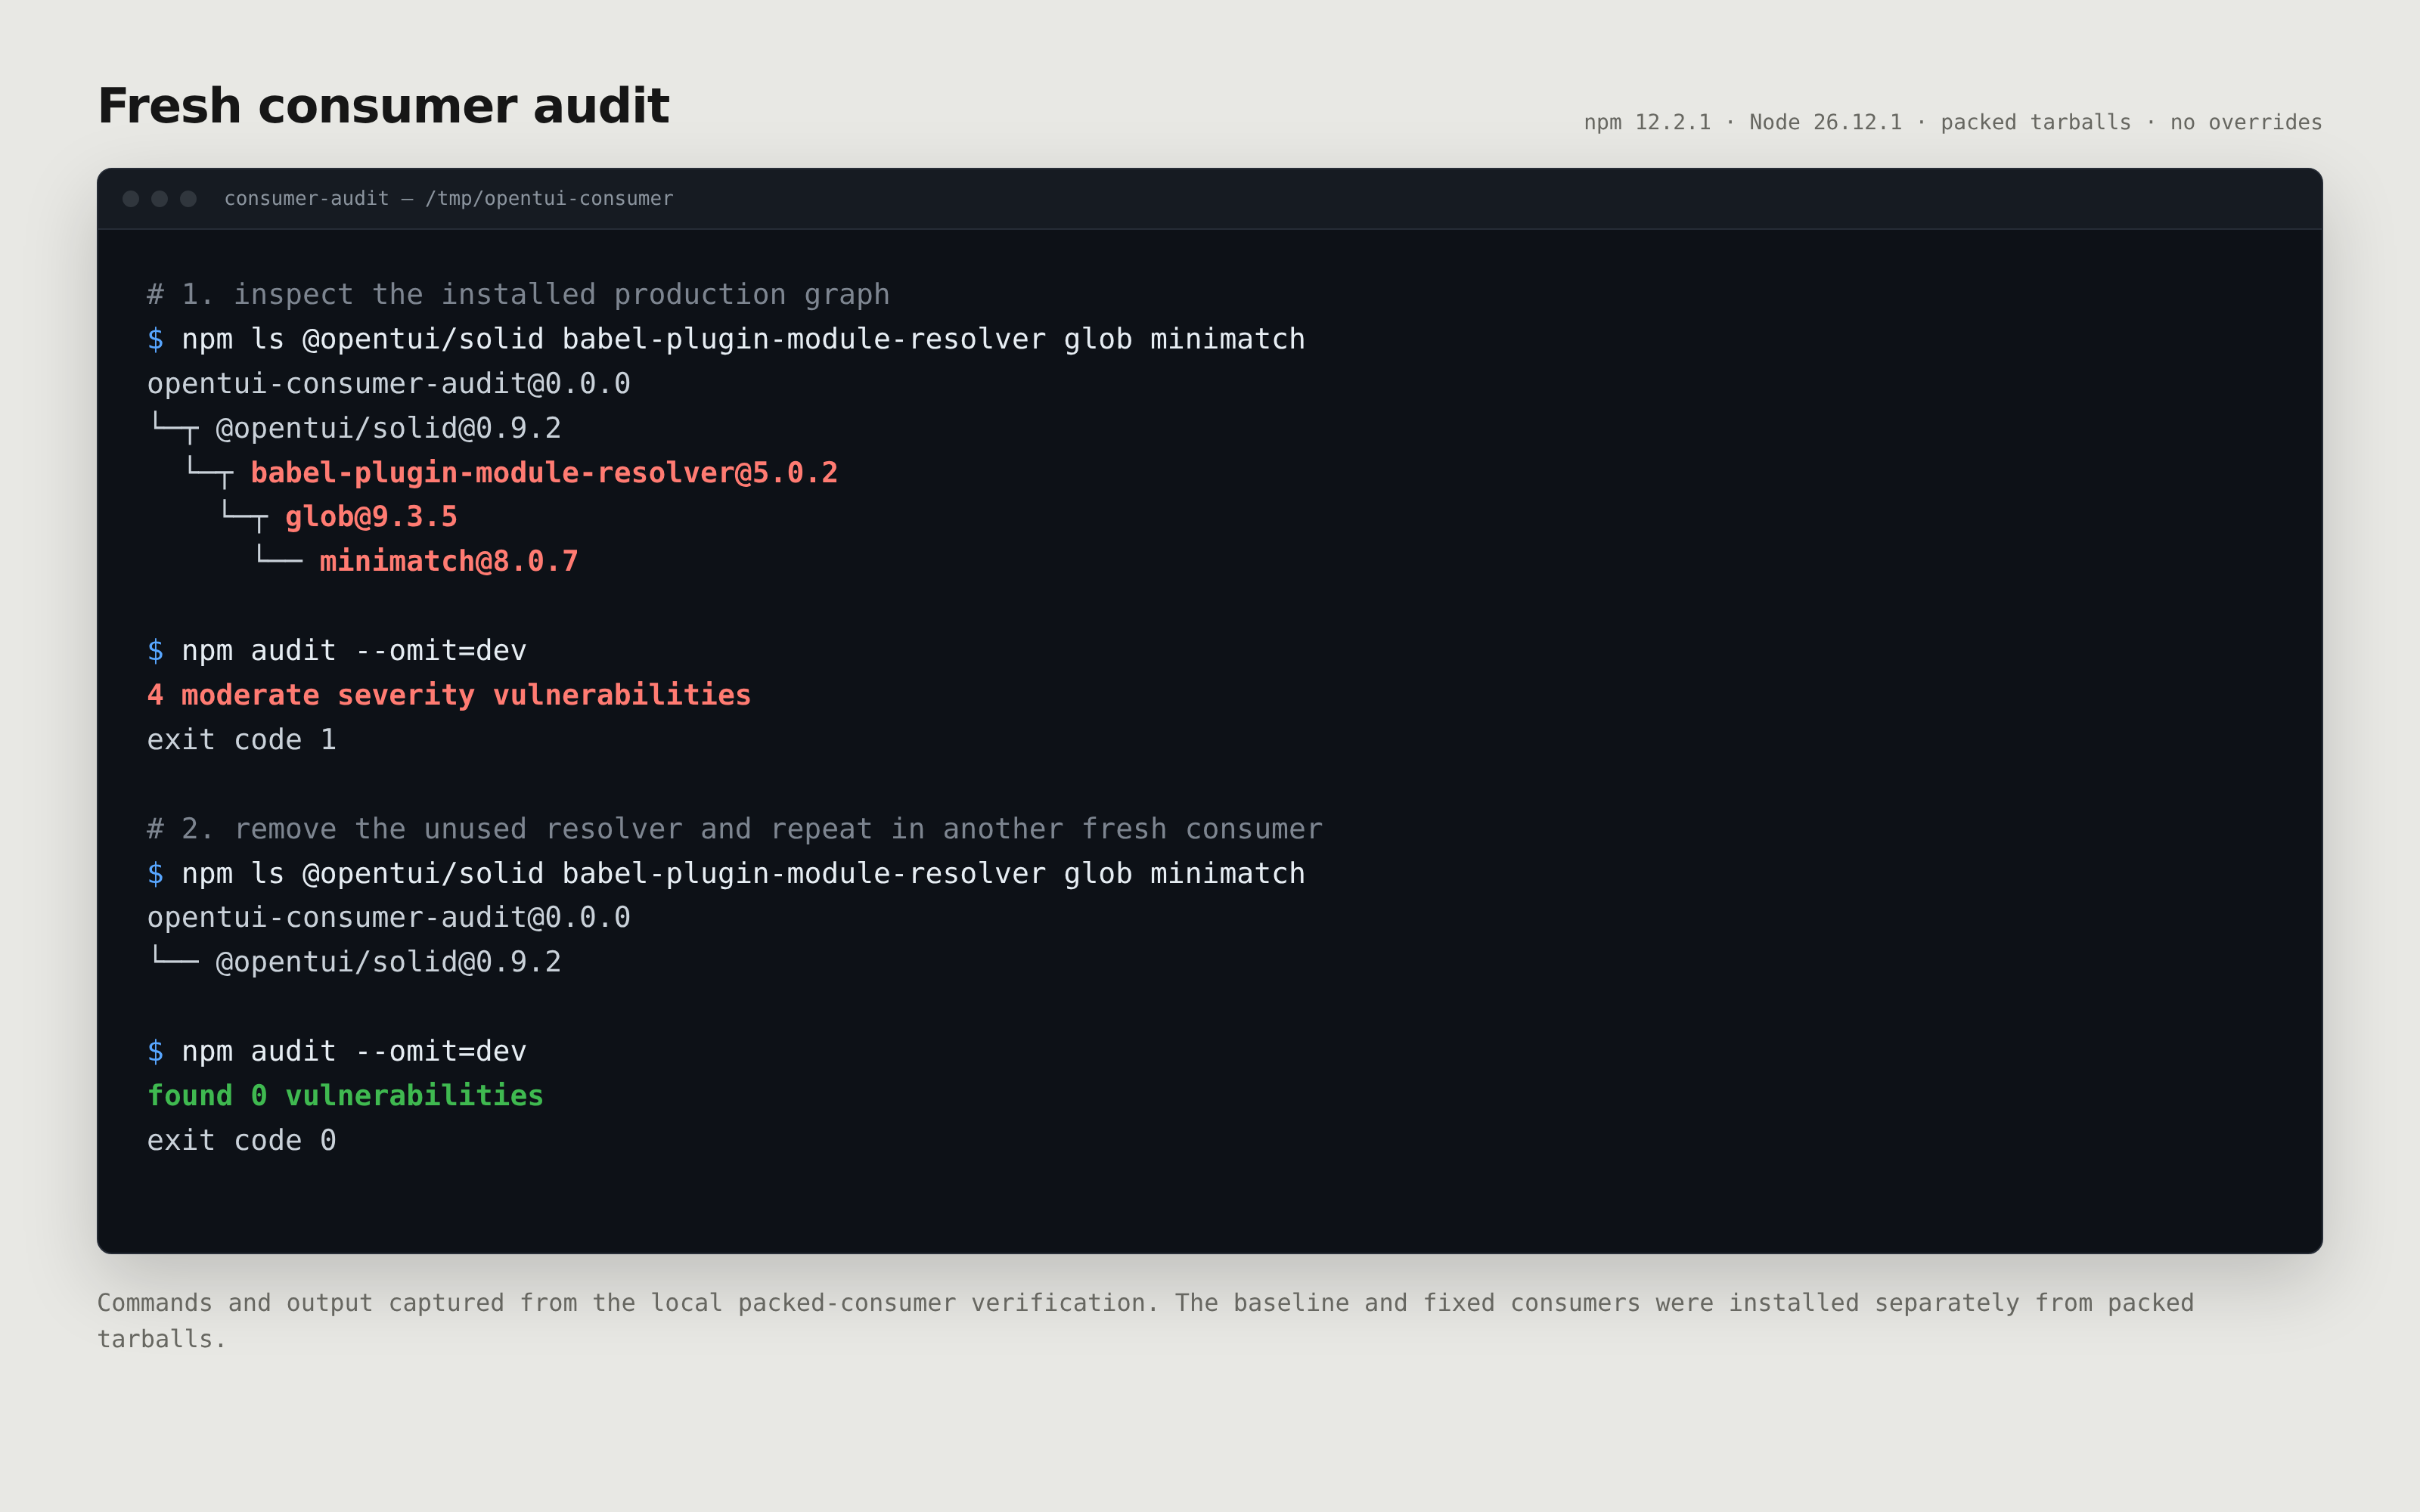 Fresh consumer audit
npm 12.2.1 · Node 26.12.1 · packed tarballs · no overrides
consumer-audit — /tmp/opentui-consumer
# 1. inspect the installed production graph
$ npm ls @opentui/solid babel-plugin-module-resolver glob minimatch
opentui-consumer-audit@0.0.0
└─┬ @opentui/solid@0.9.2
  └─┬ babel-plugin-module-resolver@5.0.2
    └─┬ glob@9.3.5
      └── minimatch@8.0.7
$ npm audit --omit=dev
4 moderate severity vulnerabilities
exit code 1
# 2. remove the unused resolver and repeat in another fresh consumer
$ npm ls @opentui/solid babel-plugin-module-resolver glob minimatch
opentui-consumer-audit@0.0.0
└── @opentui/solid@0.9.2
$ npm audit --omit=dev
found 0 vulnerabilities
exit code 0
Commands and output captured from the local packed-consumer verification. The baseline and fixed consumers were installed separately from packed
tarballs.